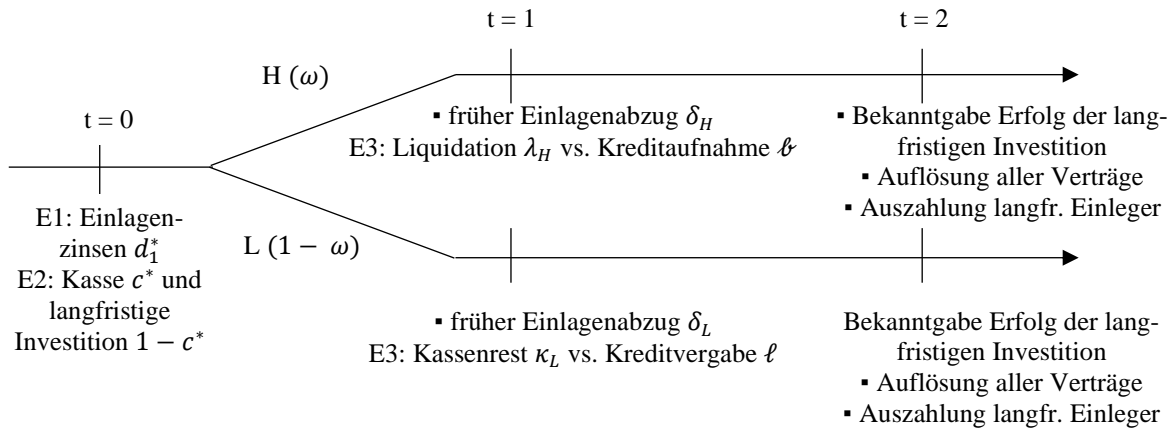 t = 1
t = 2
H (𝜔)
t = 0
▪ früher Einlagenabzug 𝛿_H
E3: Liquidation 𝜆_H vs. Kreditaufnahme 𝒷
▪ Bekanntgabe Erfolg der lang-
fristigen Investition
▪ Auflösung aller Verträge
▪ Auszahlung langfr. Einleger
E1: Einlagen-
zinsen 𝑑₁*
E2: Kasse 𝑐* und
langfristige
Investition 1 − 𝑐*
L (1 − 𝜔)
▪ früher Einlagenabzug 𝛿_L
E3: Kassenrest 𝜅_L vs. Kreditvergabe ℓ
Bekanntgabe Erfolg der lang-
fristigen Investition
▪ Auflösung aller Verträge
▪ Auszahlung langfr. Einleger